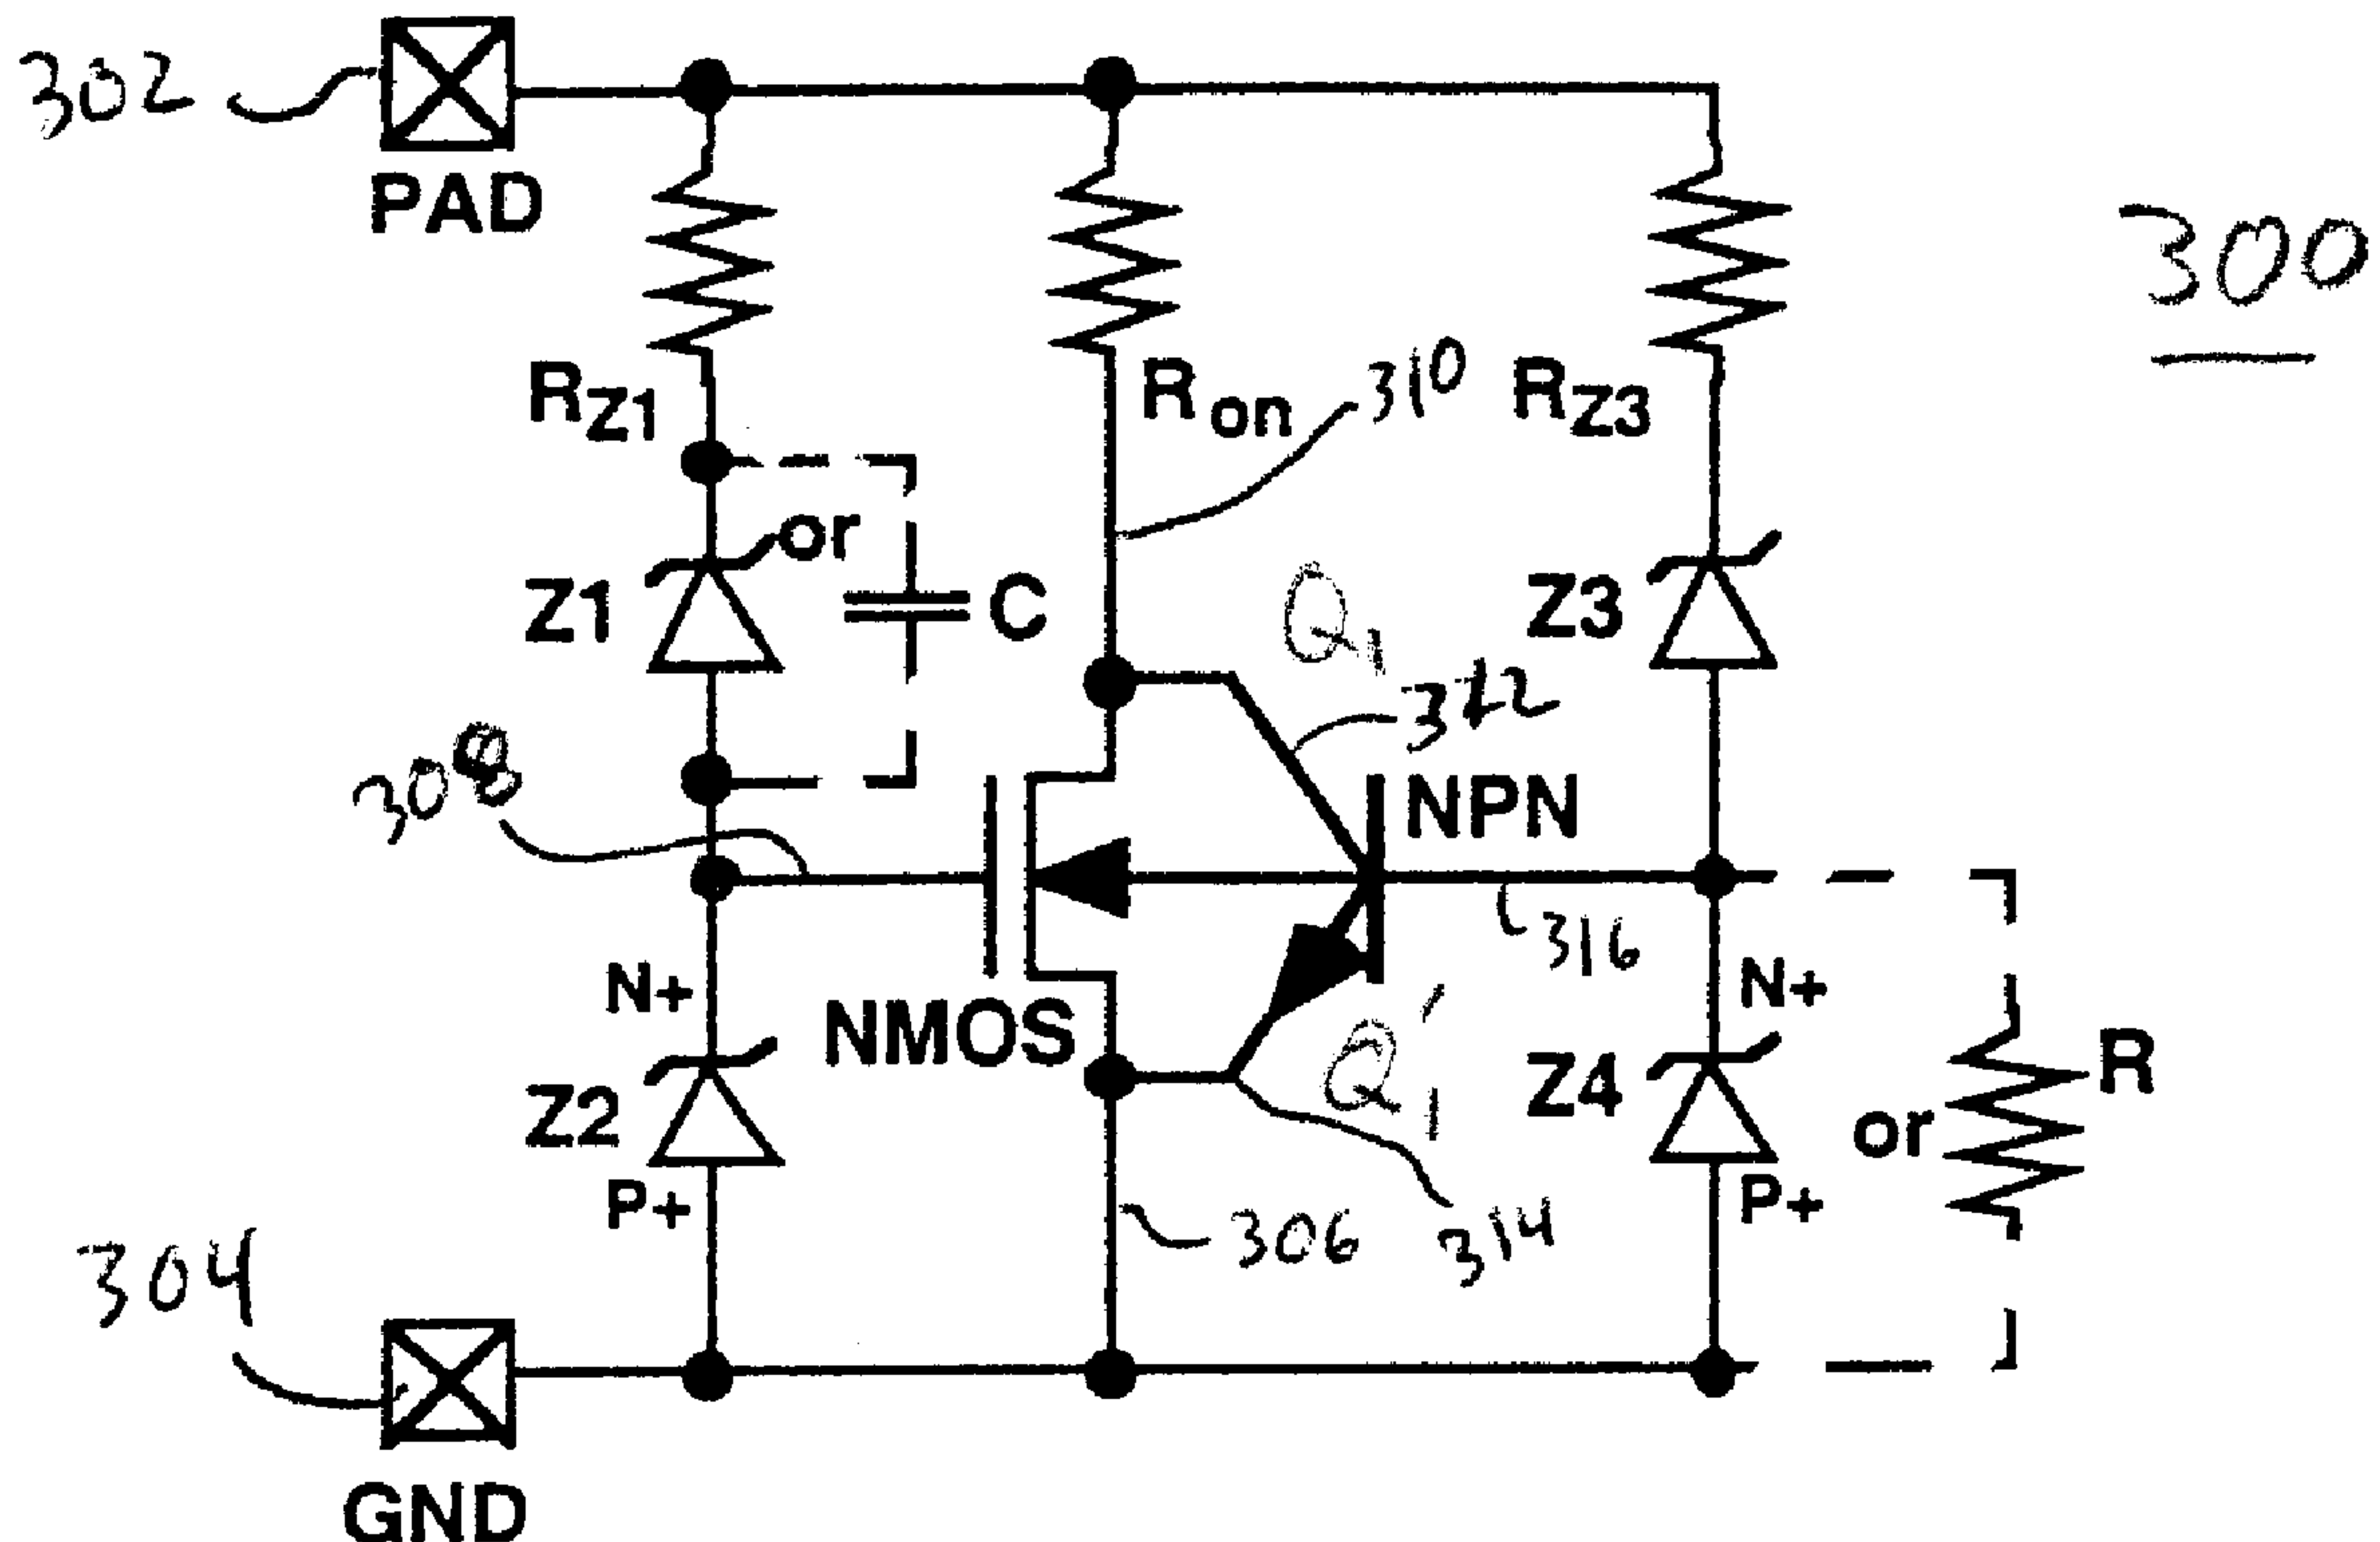 302
PAD
300
RZ1
Ron
310
RZ3
or
Z1
C
Q1
Z3
322
308
NPN
316
N+
N+
NMOS
Q1'
R
Z2
Z4
or
P+
P+
304
306
314
GND